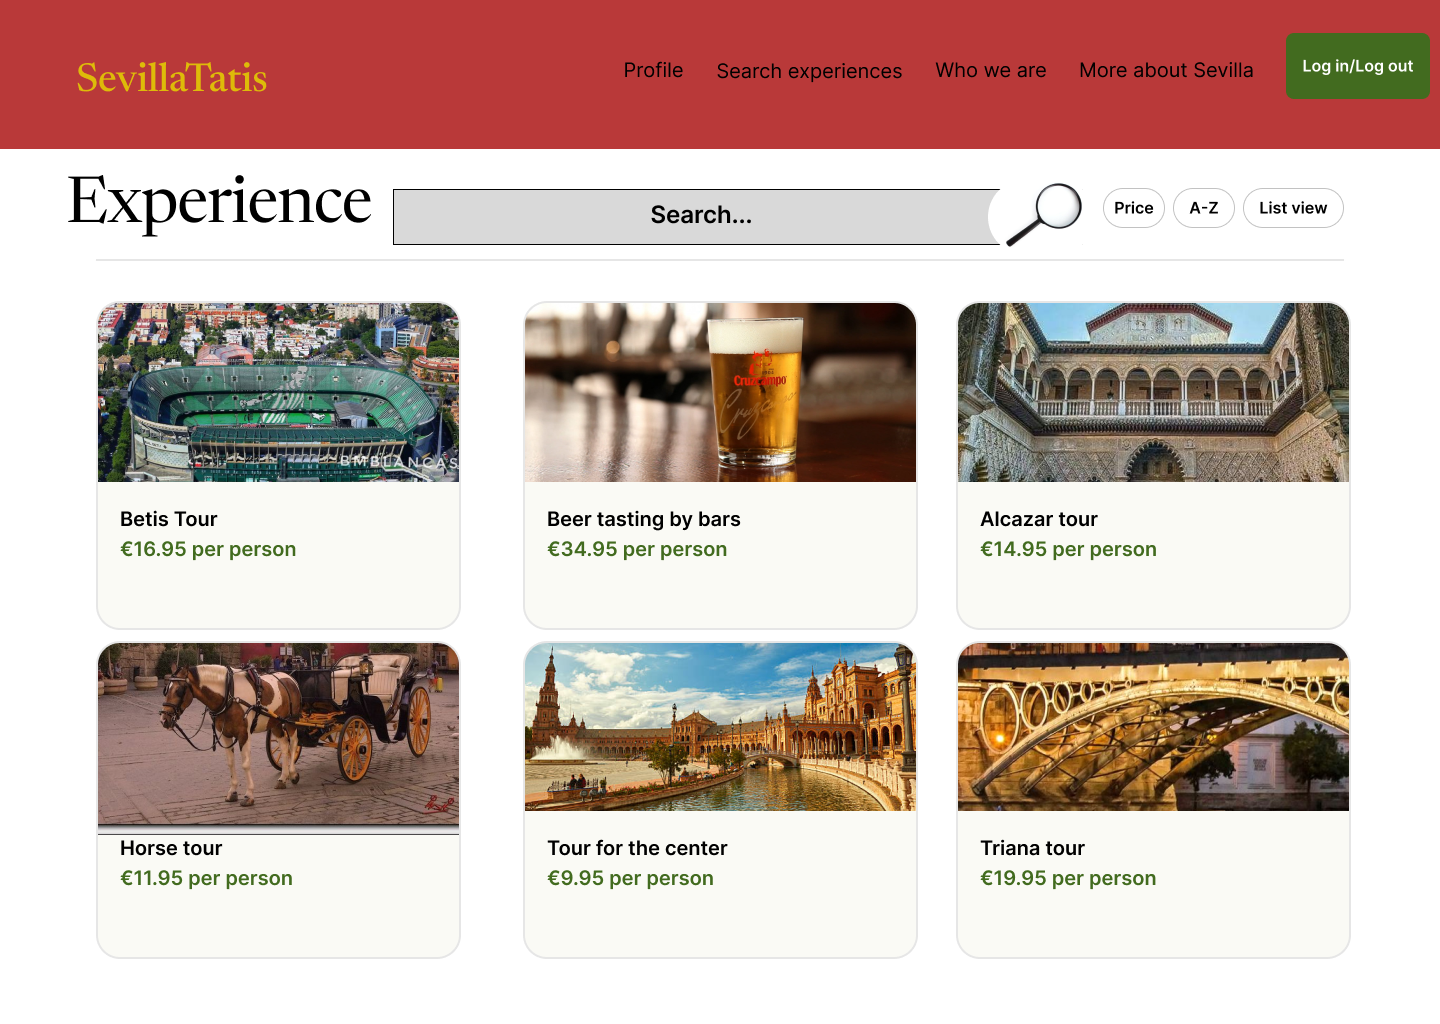 SevillaTatis
Profile
Search experiences
Who we are
More about Sevilla
Log in/Log out
Experience
Search...
Price
A-Z
List view
BMBLANCAS
Cruzcampo
Betis Tour
€16.95 per person
Beer tasting by bars
€34.95 per person
Alcazar tour
€14.95 per person
Horse tour
€11.95 per person
Tour for the center
€9.95 per person
Triana tour
€19.95 per person